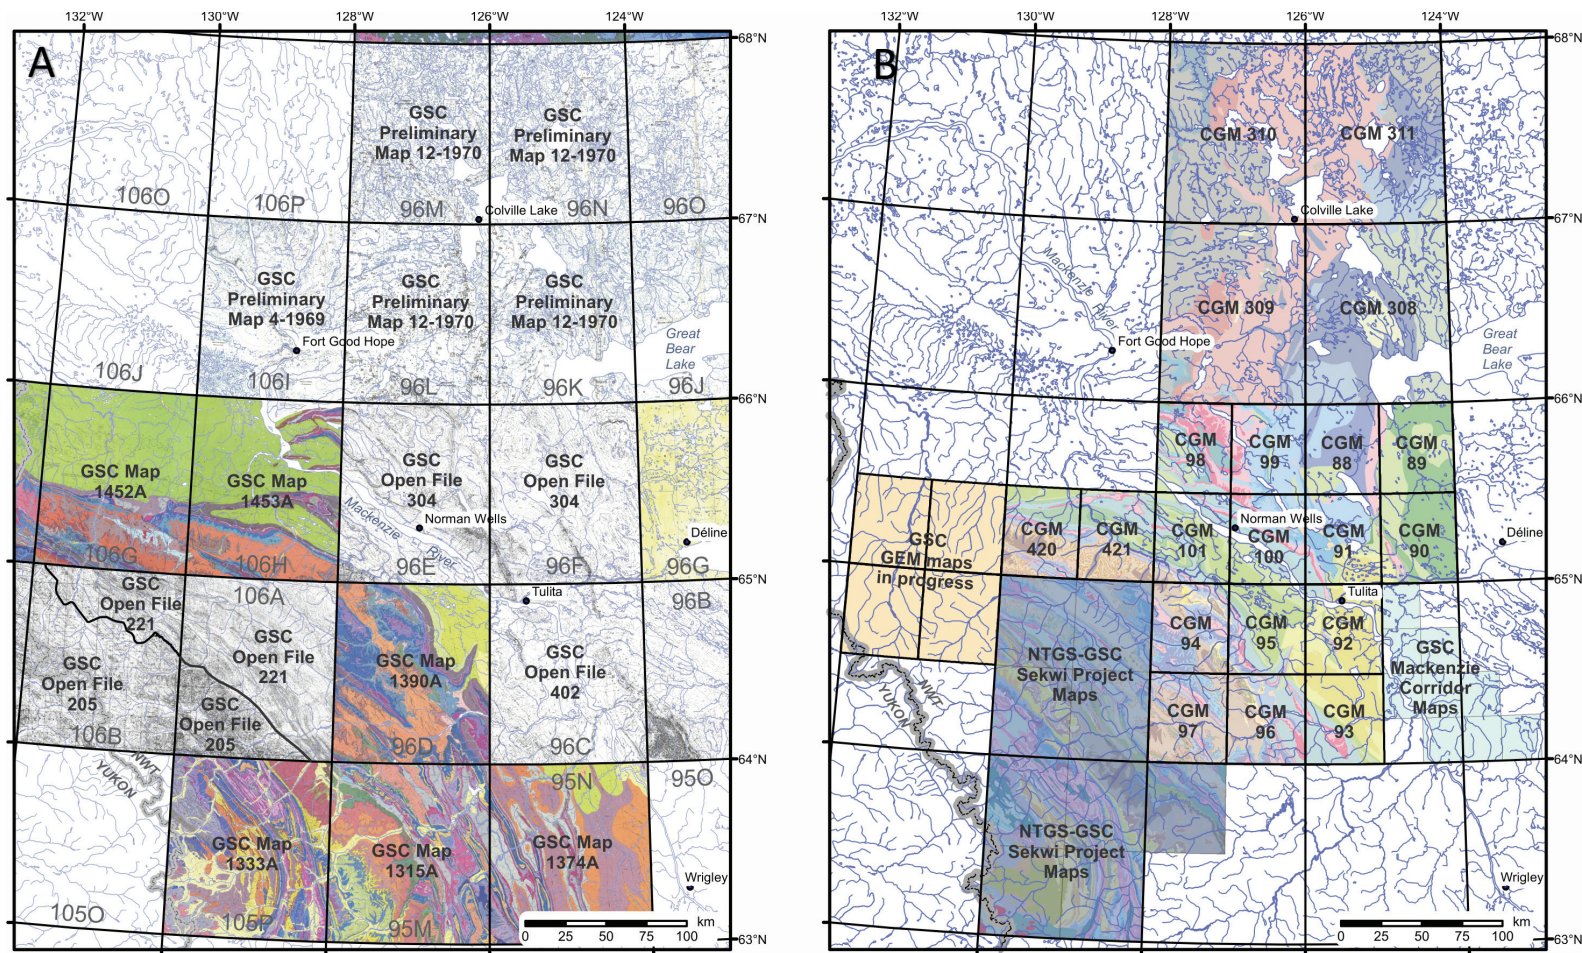 132°W 130°W 128°W 126°W 124°W
A
68°N
GSC
Preliminary
Map 12-1970
GSC
Preliminary
Map 12-1970
106O
106P
96M
96N
96O
Colville Lake
67°N
GSC
Preliminary
Map 4-1969
GSC
Preliminary
Map 12-1970
GSC
Preliminary
Map 12-1970
Fort Good Hope
Great
Bear
Lake
106J
106I
96L
96K
96J
66°N
GSC Map
1452A
GSC Map
1453A
GSC
Open File
304
GSC
Open File
304
Mackenzie
River
Norman Wells
Déline
106G
106H
96E
96F
96G
65°N
GSC
Open File
221
106A
GSC
Open File
221
Tulita
96B
GSC
Open File
205
GSC
Open File
205
GSC Map
1390A
GSC
Open File
402
106B
96D
96C
64°N
NWT
YUKON
95N
95O
GSC Map
1333A
GSC Map
1315A
GSC Map
1374A
Wrigley
105O
105P
95M
km
0 25 50 75 100
63°N
132°W 130°W 128°W 126°W 124°W
B
68°N
CGM 310
CGM 311
Colville Lake
67°N
Mackenzie
River
CGM 309
CGM 308
Fort Good Hope
Great
Bear
Lake
66°N
CGM
98
CGM
99
CGM
88
CGM
89
GSC
GEM maps
in progress
CGM
420
CGM
421
CGM
101
Norman Wells
CGM
100
CGM
91
CGM
90
Déline
65°N
Tulita
NTGS-GSC
Sekwi Project
Maps
CGM
94
CGM
95
CGM
92
GSC
Mackenzie
Corridor
Maps
CGM
97
CGM
96
CGM
93
NWT
YUKON
64°N
NTGS-GSC
Sekwi Project
Maps
Wrigley
km
0 25 50 75 100
63°N